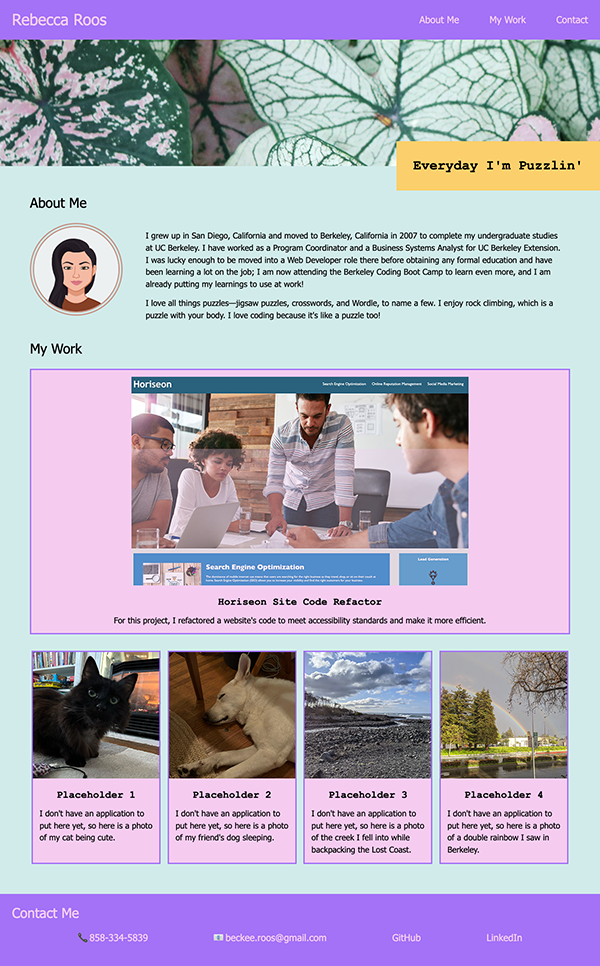 Rebecca Roos
About Me
My Work
Contact
Everyday I'm Puzzlin'
About Me
I grew up in San Diego, California and moved to Berkeley, California in 2007 to complete my undergraduate studies
at UC Berkeley. I have worked as a Program Coordinator and a Business Systems Analyst for UC Berkeley Extension.
I was lucky enough to be moved into a Web Developer role there before obtaining any formal education and have
been learning a lot on the job; I am now attending the Berkeley Coding Boot Camp to learn even more, and I am
already putting my learnings to use at work!
I love all things puzzles—jigsaw puzzles, crosswords, and Wordle, to name a few. I enjoy rock climbing, which is a
puzzle with your body. I love coding because it's like a puzzle too!
My Work
Horiseon
Search Engine Optimization
Online Reputation Management
Social Media Marketing
Search Engine Optimization
Lead Generation
Horiseon Site Code Refactor
For this project, I refactored a website's code to meet accessibility standards and make it more efficient.
Placeholder 1
I don't have an application to
put here yet, so here is a photo
of my cat being cute.
Placeholder 2
I don't have an application to
put here yet, so here is a photo
of my friend's dog sleeping.
Placeholder 3
I don't have an application to
put here yet, so here is a photo
of the creek I fell into while
backpacking the Lost Coast.
Placeholder 4
I don't have an application to
put here yet, so here is a photo
of a double rainbow I saw in
Berkeley.
Contact Me
858-334-5839
beckee.roos@gmail.com
GitHub
LinkedIn